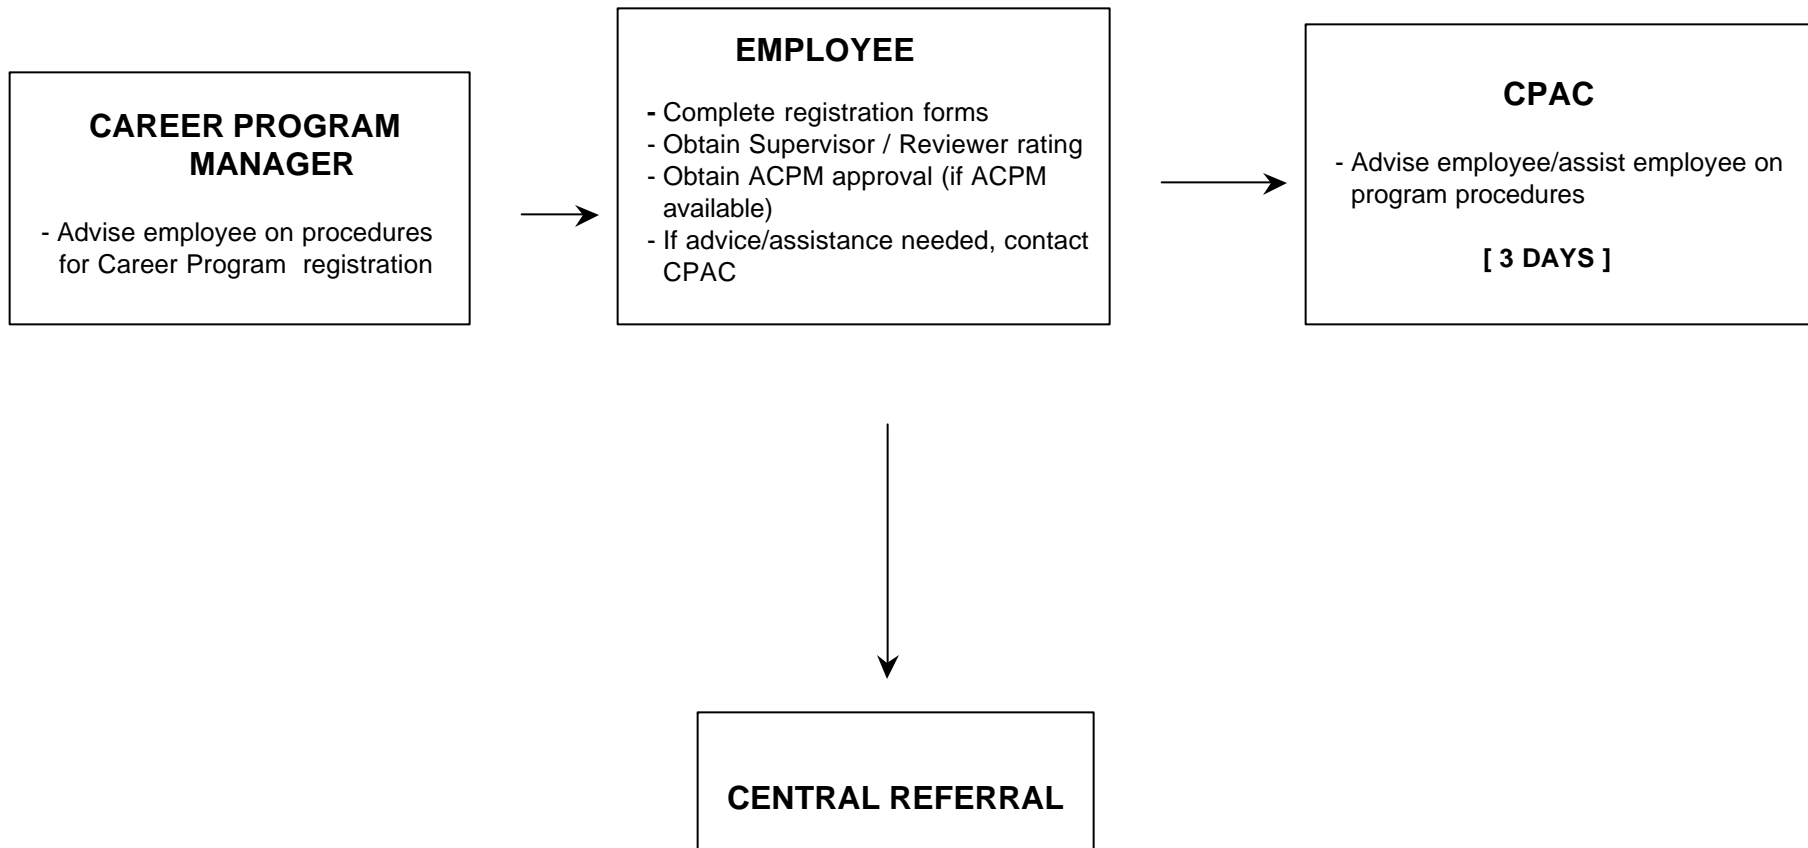 CAREER PROGRAM
MANAGER
- Advise employee on procedures
for Career Program registration
EMPLOYEE
- Complete registration forms
- Obtain Supervisor / Reviewer rating
- Obtain ACPM approval (if ACPM
available)
- If advice/assistance needed, contact
CPAC
CPAC
- Advise employee/assist employee on
program procedures
[ 3 DAYS ]
CENTRAL REFERRAL